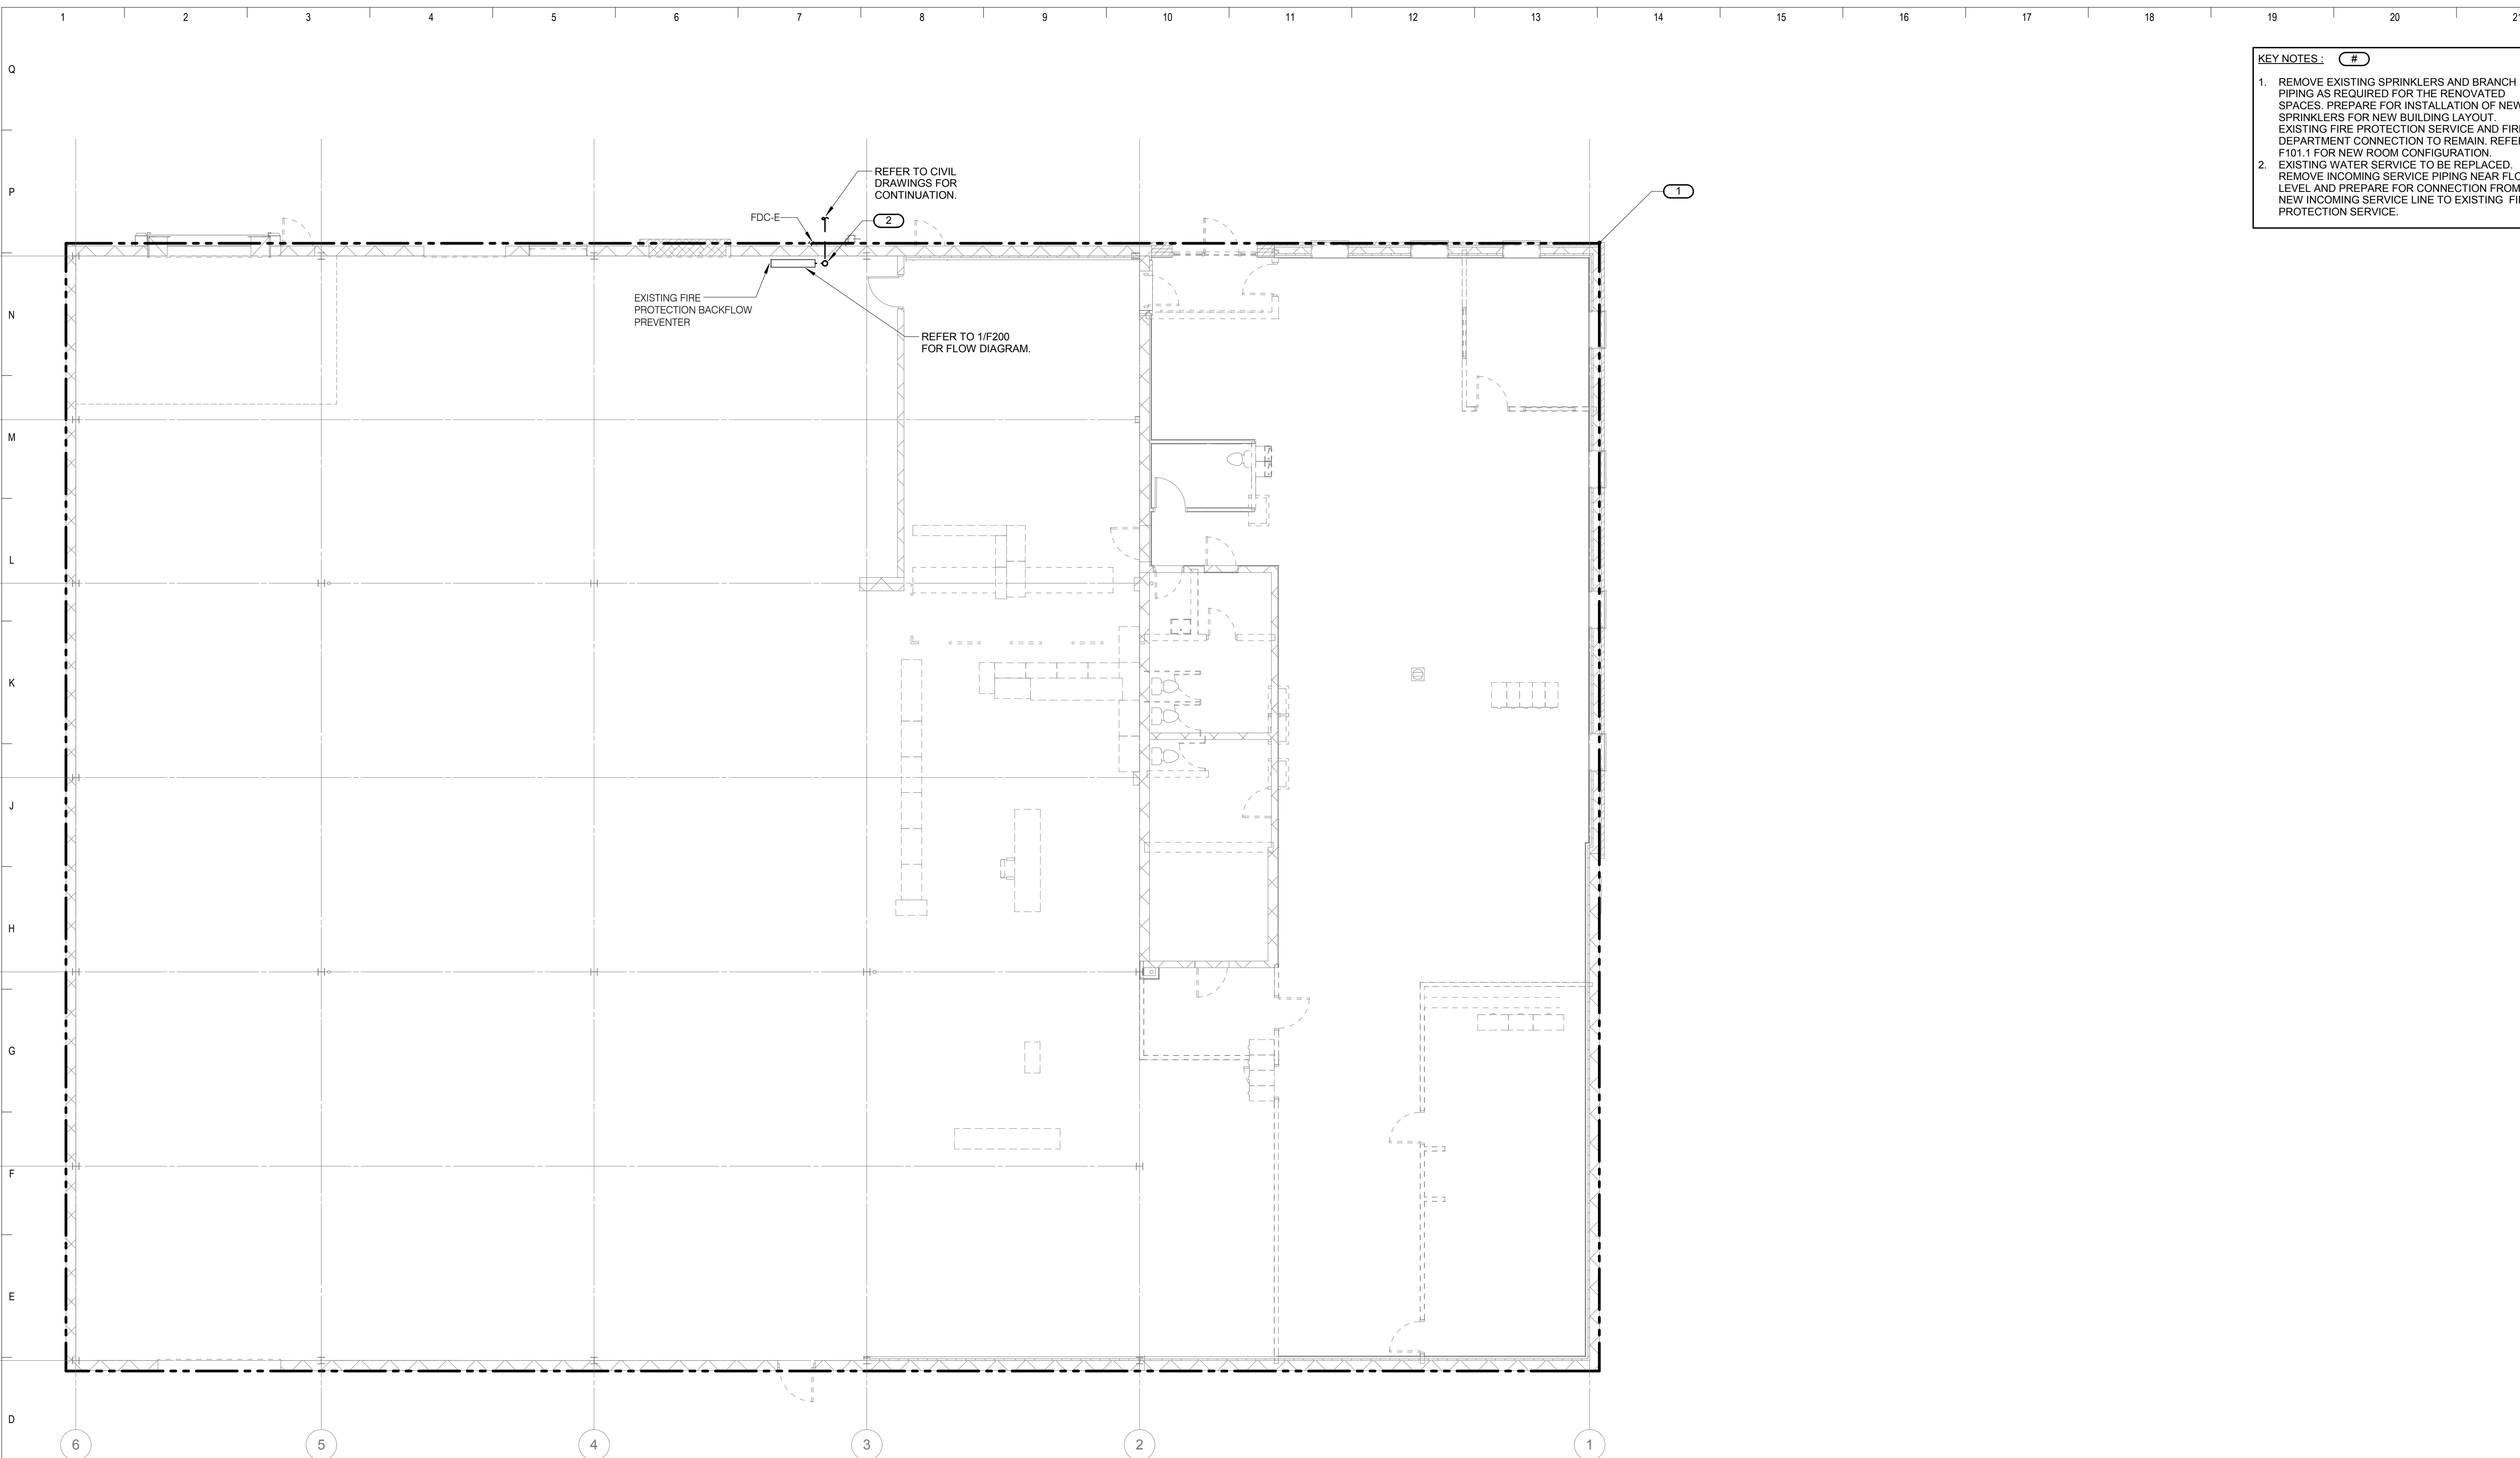 1 2 3 4 5 6 7 8 9 10 11 12 13 14 15 16 17 18 19 20
Q
KEY NOTES : #
1. REMOVE EXISTING SPRINKLERS AND BRANCH
PIPING AS REQUIRED FOR THE RENOVATED
SPACES. PREPARE FOR INSTALLATION OF NEW
SPRINKLERS FOR NEW BUILDING LAYOUT.
EXISTING FIRE PROTECTION SERVICE AND
DEPARTMENT CONNECTION TO REMAIN.
F101.1 FOR NEW ROOM CONFIGURATION.
2. EXISTING WATER SERVICE TO BE REPLACED.
REMOVE INCOMING SERVICE PIPING NEAR
LEVEL AND PREPARE FOR CONNECTION FROM
NEW INCOMING SERVICE LINE TO EXISTING
PROTECTION SERVICE.
P
REFER TO CIVIL
DRAWINGS FOR
CONTINUATION.
1
FDC-E
2
N
EXISTING FIRE
PROTECTION BACKFLOW
PREVENTER
REFER TO 1/F200
FOR FLOW DIAGRAM.
M
L
K
J
H
G
F
E
D
6 5 4 3 2 1